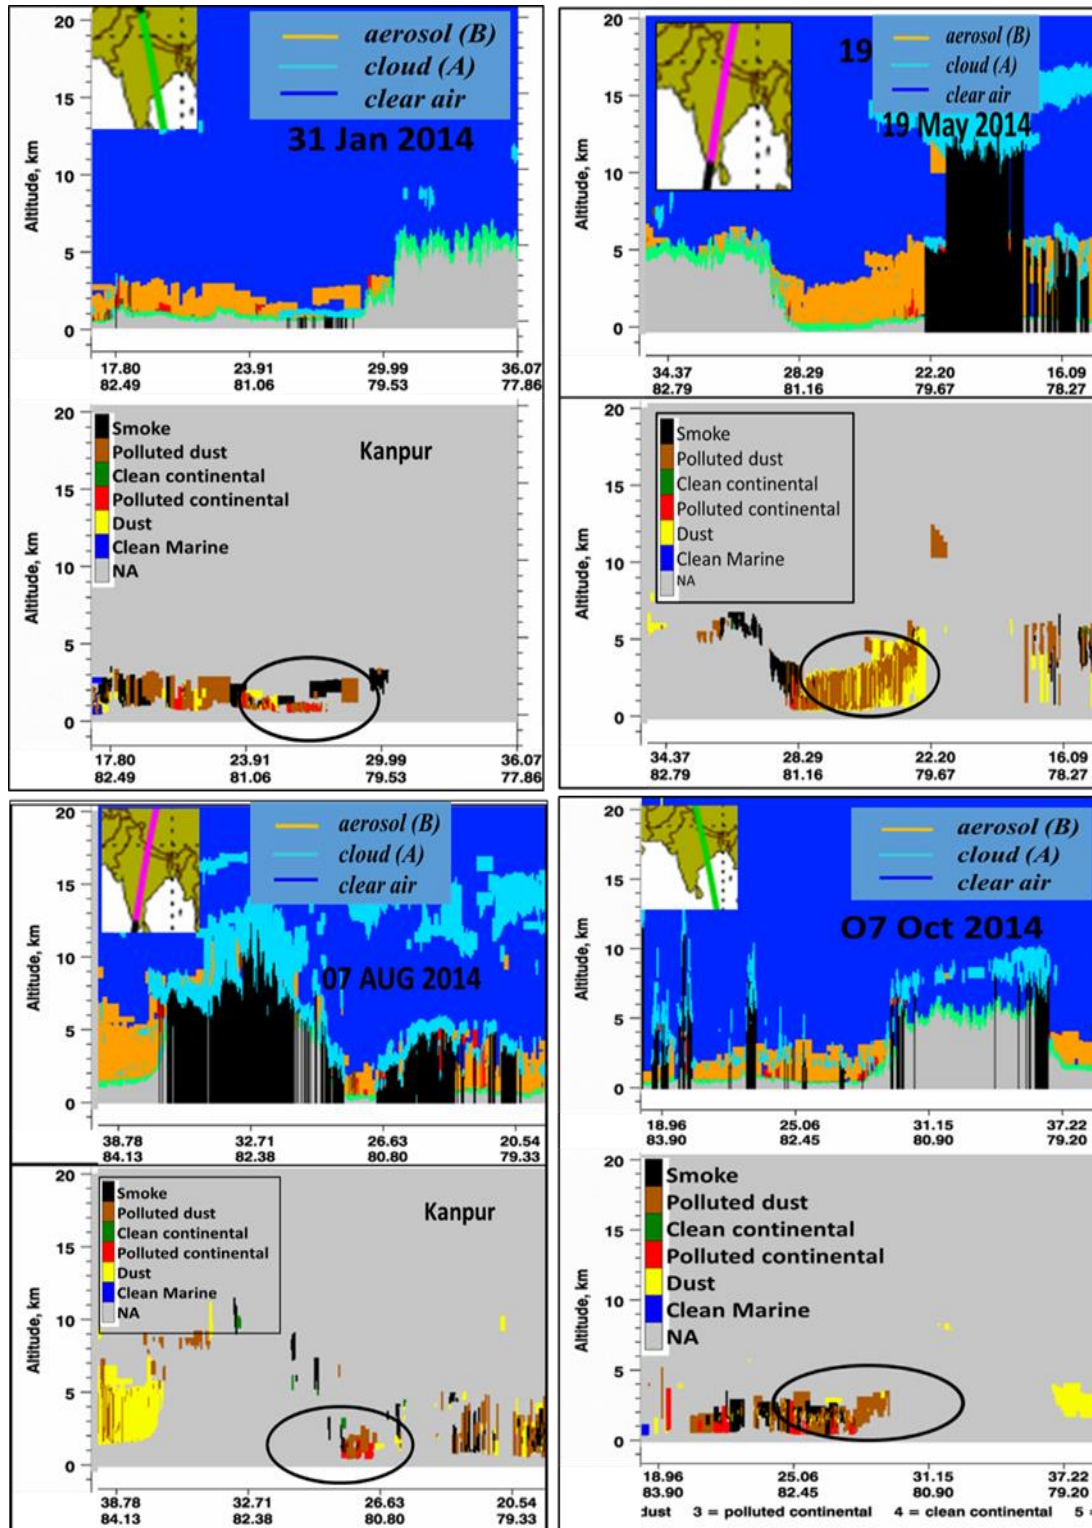 20
15
10
5
0
Altitude, km
aerosol (B)
cloud (A)
clear air
31 Jan 2014
17.80 23.91 29.99 36.07
82.49 81.06 79.53 77.86
20
15
10
5
0
Altitude, km
Smoke
Polluted dust
Clean continental
Polluted continental
Dust
Clean Marine
NA
Kanpur
17.80 23.91 29.99 36.07
82.49 81.06 79.53 77.86
20
15
10
5
0
Altitude, km
19
aerosol (B)
cloud (A)
clear air
19 May 2014
34.37 28.29 22.20 16.09
82.79 81.16 79.67 78.27
20
15
10
5
0
Altitude, km
Smoke
Polluted dust
Clean continental
Polluted continental
Dust
Clean Marine
NA
34.37 28.29 22.20 16.09
82.79 81.16 79.67 78.27
20
15
10
5
0
Altitude, km
aerosol (B)
cloud (A)
clear air
07 AUG 2014
38.78 32.71 26.63 20.54
84.13 82.38 80.80 79.33
20
15
10
5
0
Altitude, km
Smoke
Polluted dust
Clean continental
Polluted continental
Dust
Clean Marine
NA
Kanpur
38.78 32.71 26.63 20.54
84.13 82.38 80.80 79.33
20
15
10
5
0
Altitude, km
aerosol (B)
cloud (A)
clear air
O7 Oct 2014
18.96 25.06 31.15 37.22
83.90 82.45 80.90 79.20
20
15
10
5
0
Altitude, km
Smoke
Polluted dust
Clean continental
Polluted continental
Dust
Clean Marine
NA
18.96 25.06 31.15 37.22
83.90 82.45 80.90 79.20
dust 3 = polluted continental 4 = clean continental 5 =